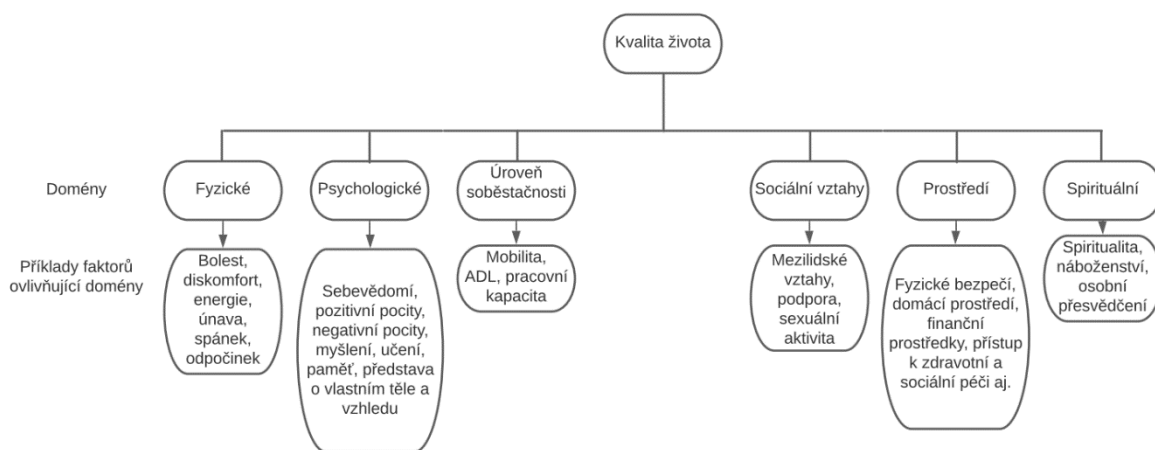 Kvalita života
Domény
Fyzické
Psychologické
Úroveň
soběstačnosti
Sociální vztahy
Prostředí
Spirituální
Příklady faktorů
ovlivňující domény
Bolest,
diskomfort,
energie,
únava,
spánek,
odpočinek
Sebevědomí,
pozitivní pocity,
negativní pocity,
myšlení, učení,
paměť, představa
o vlastním těle a
vzhledu
Mobilita,
ADL, pracovní
kapacita
Mezilidské
vztahy,
podpora,
sexuální
aktivita
Fyzické bezpečí,
domácí prostředí,
finanční
prostředky, přístup
k zdravotní a
sociální péči aj.
Spiritualita,
náboženství,
osobní
přesvědčení